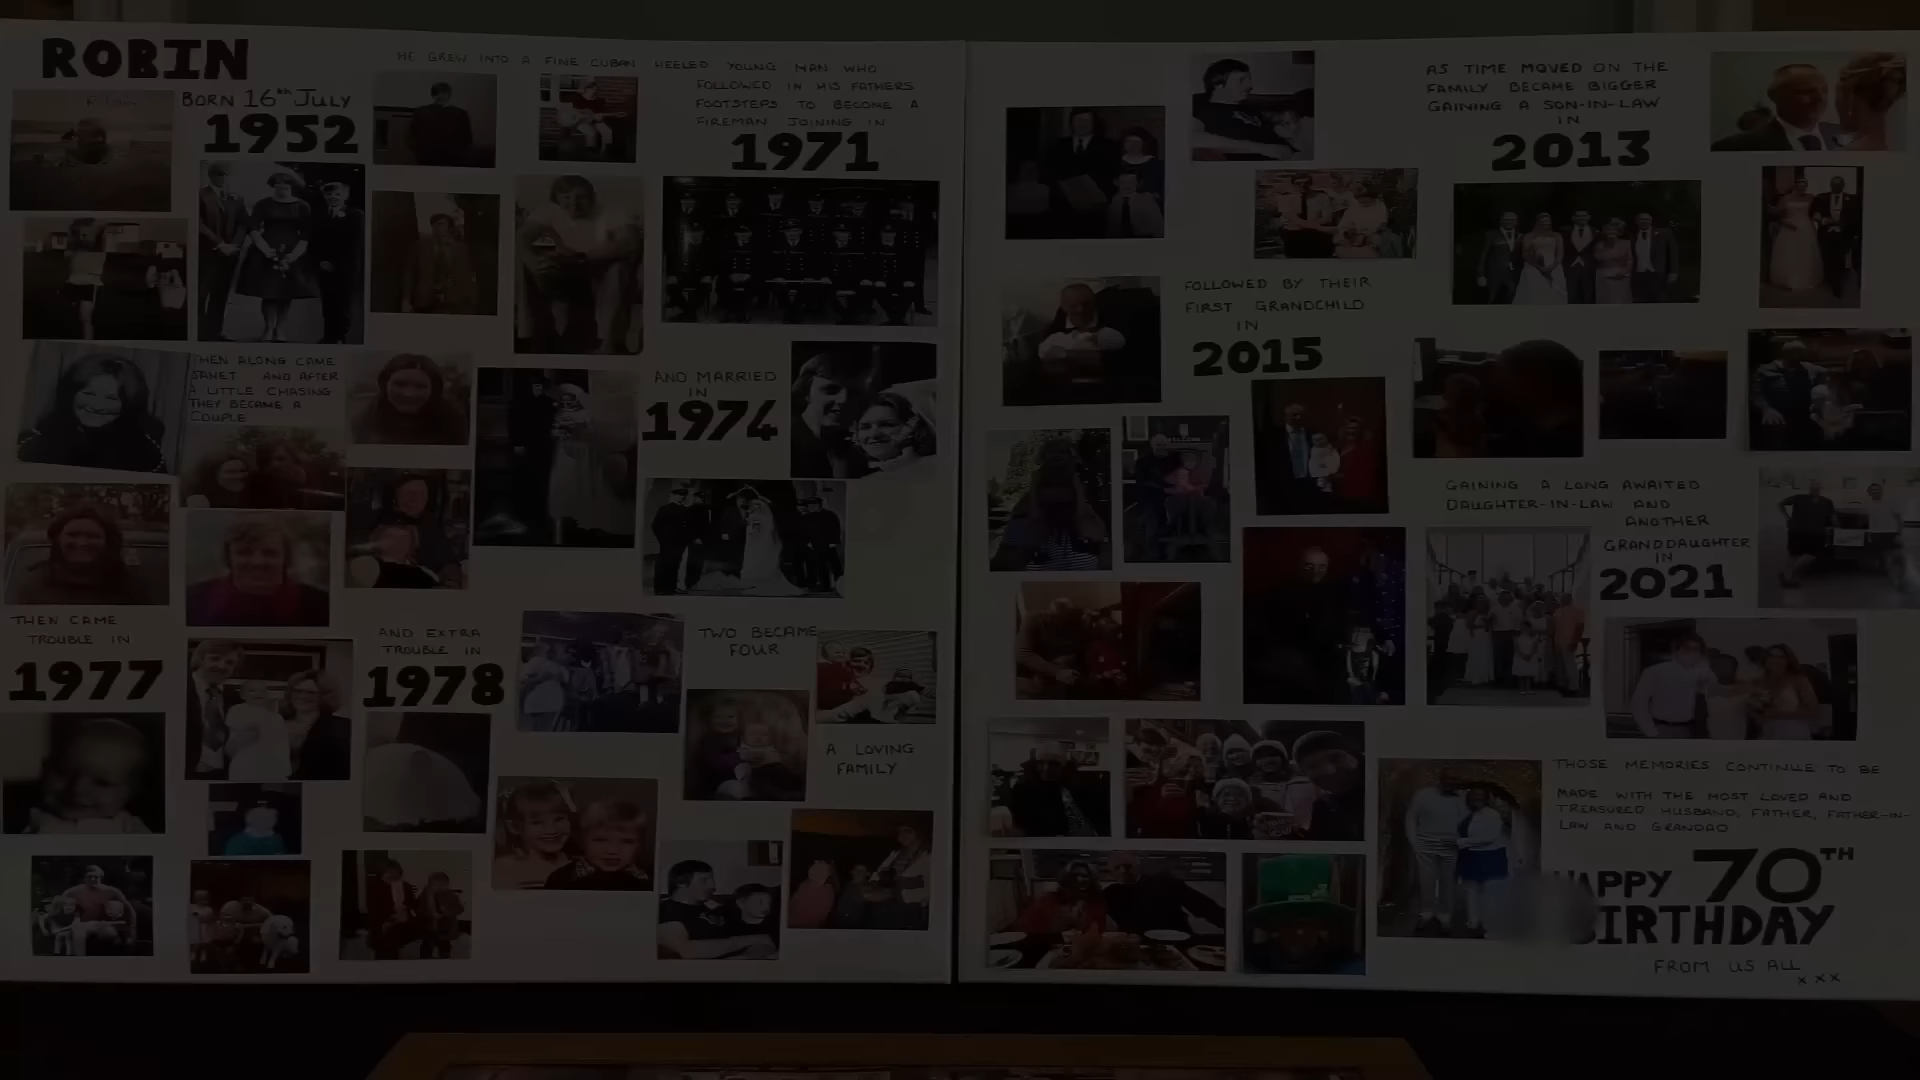 ROBIN
BORN 16th JULY
1952
HE GREW INTO A FINE CUBAN HEELED YOUNG MAN WHO
FOLLOWED IN HIS FATHERS
FOOTSTEPS TO BECOME A
FIREMAN JOINING IN
1971
THEN ALONG CAME
JANET AND AFTER
A LITTLE CHASING
THEY BECAME A
COUPLE
AND MARRIED
IN
1974
THEN CAME
TROUBLE IN
1977
AND EXTRA
TROUBLE IN
1978
TWO BECAME
FOUR
A LOVING
FAMILY
AS TIME MOVED ON THE
FAMILY BECAME BIGGER
GAINING A SON-IN-LAW
IN
2013
FOLLOWED BY THEIR
FIRST GRANDCHILD
IN
2015
GAINING A LONG AWAITED
DAUGHTER-IN-LAW AND
ANOTHER
GRANDDAUGHTER
IN
2021
THOSE MEMORIES CONTINUE TO BE
MADE WITH THE MOST LOVED AND
TREASURED HUSBAND, FATHER, FATHER-IN-
LAW AND GRANDAD
HAPPY 70TH
BIRTHDAY
FROM US ALL
x x x